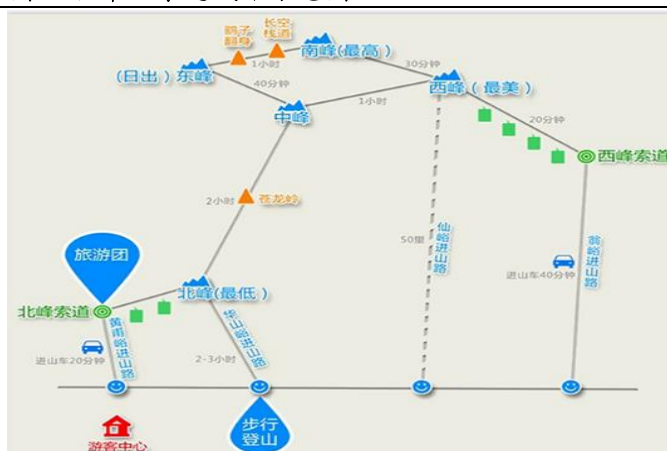 鹞子
翻身
长空
栈道
南峰(最高)
1小时
30分钟
(日出)东峰
40分钟
西峰(最美)
1小时
中峰
20分钟
西峰索道
2小时
苍龙岭
旅游团
50里
仙峪进山路
瓮峪进山路
进山车40分钟
北峰(最低)
北峰索道
黄甫峪进山路
华山峪进山路
进山车20分钟
2-3小时
步行
登山
游客中心